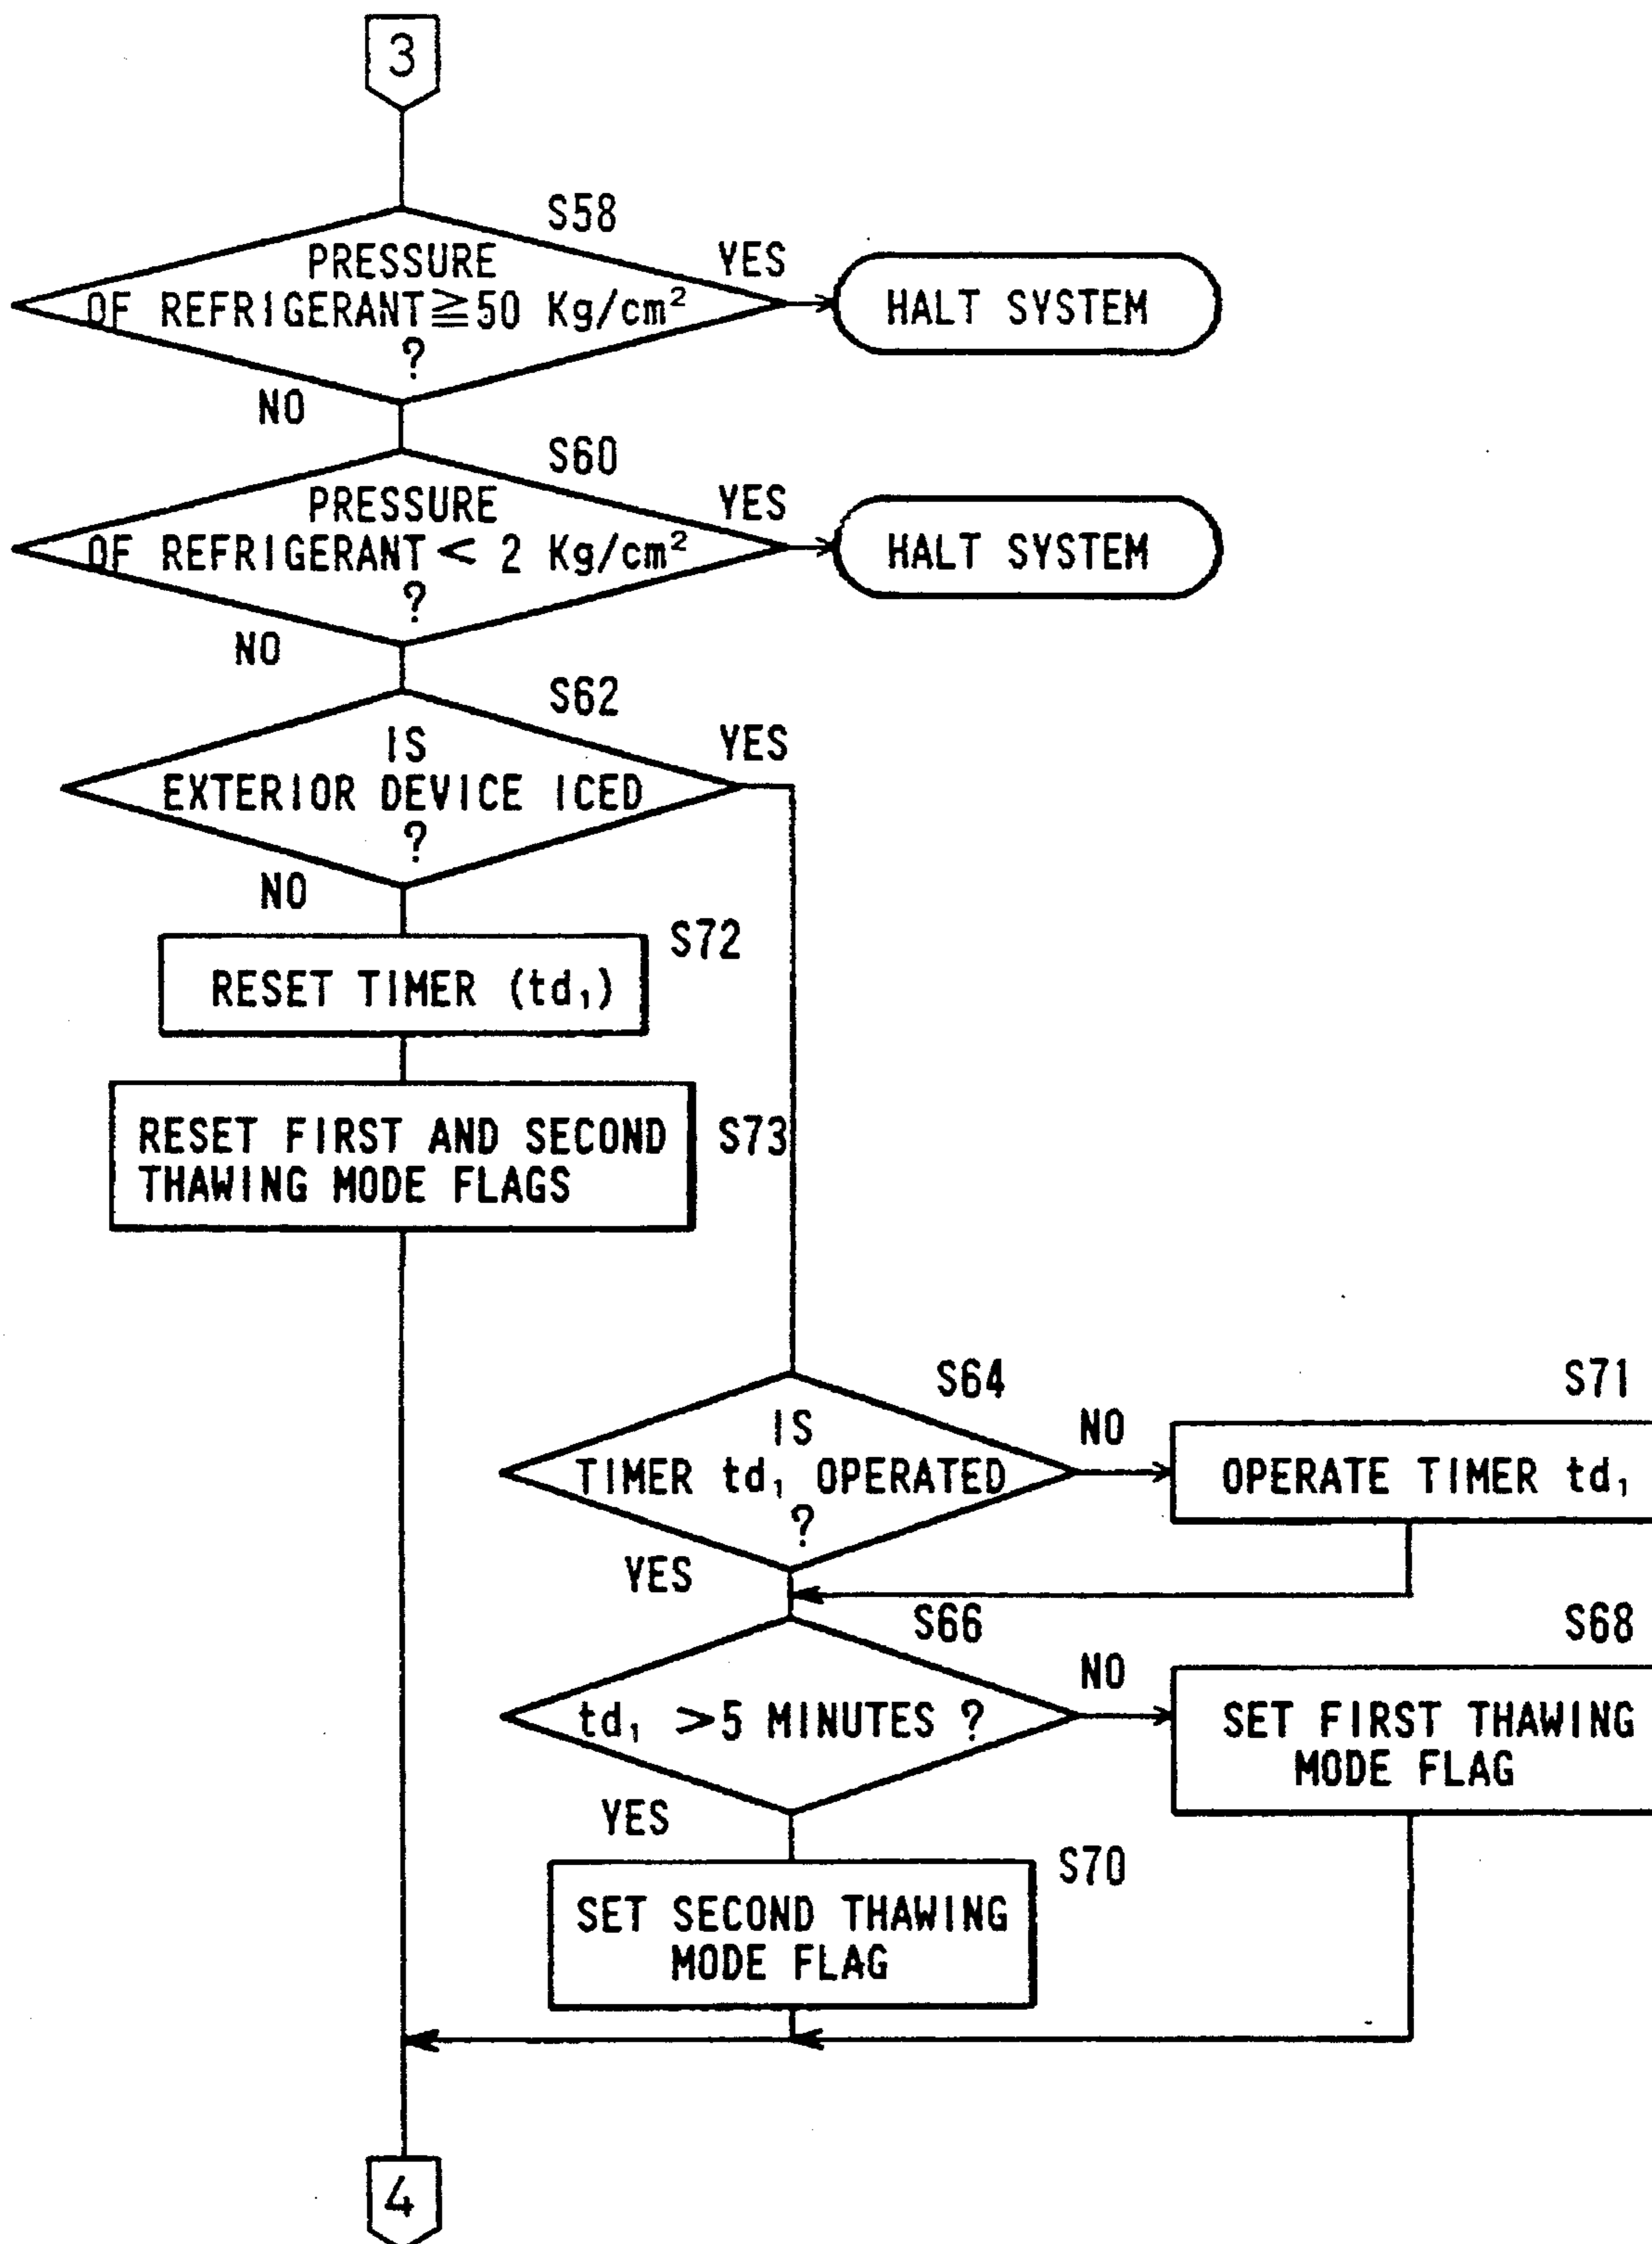 3
S58
PRESSURE
OF REFRIGERANT≧50 Kg/cm²
?
YES
HALT SYSTEM
NO
S60
PRESSURE
OF REFRIGERANT < 2 Kg/cm²
?
YES
HALT SYSTEM
NO
S62
IS
EXTERIOR DEVICE ICED
?
YES
NO
S72
RESET TIMER (td₁)
RESET FIRST AND SECOND
THAWING MODE FLAGS
S73
S64
IS
TIMER td₁ OPERATED
?
NO
S71
OPERATE TIMER td₁
YES
S66
td₁ >5 MINUTES ?
NO
S68
SET FIRST THAWING
MODE FLAG
YES
S70
SET SECOND THAWING
MODE FLAG
4